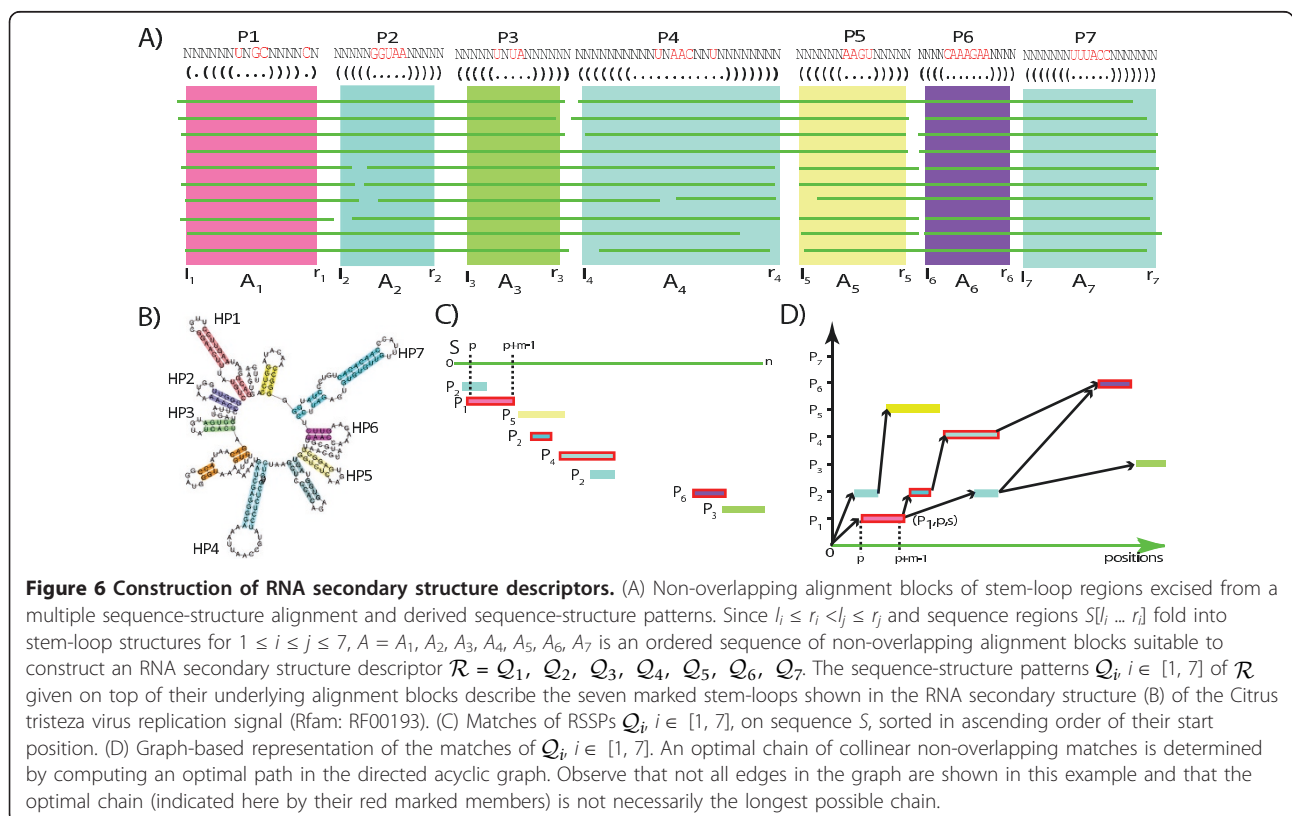 A)
P1 P2 P3 P4 P5 P6 P7
NNNNNNUNGCNNNNCN NNNNNGGUAANNNNN NNNNNUNUANNNNNN NNNNNNNNNNUNAACNNUNNNNNNNN NNNNNNAAGUNNNNNN NNNNCAAAGAANNNN NNNNNNNUUUACCNNNNNNN
(.((((....)))).) (((((.....))))) (((((....)))))
l1 A1 r1 l2 A2 r2 l3 A3 r3 l4 A4 r4 l5 A5 r5 l6 A6 r6 l7 A7 r7
B)
HP1
HP7
HP2
HP3
HP6
HP5
HP4
C)
p p+m-1
S
0 n
P2
P1
P5
P2
P4
P2
P6
P3
D)
P7
P6
P5
P4
P3
P2
P1
(P1,p,s)
0 p p+m-1 positions
Figure 6 Construction of RNA secondary structure descriptors. (A) Non-overlapping alignment blocks of stem-loop regions excised from a
multiple sequence-structure alignment and derived sequence-structure patterns. Since li ≤ ri <lj ≤ rj and sequence regions S[li ... ri] fold into
stem-loop structures for 1 ≤ i ≤ j ≤ 7, A = A1, A2, A3, A4, A5, A6, A7 is an ordered sequence of non-overlapping alignment blocks suitable to
construct an RNA secondary structure descriptor R = Q1, Q2, Q3, Q4, Q5, Q6, Q7. The sequence-structure patterns Qi, i ∈ [1, 7] of R
given on top of their underlying alignment blocks describe the seven marked stem-loops shown in the RNA secondary structure (B) of the Citrus
tristeza virus replication signal (Rfam: RF00193). (C) Matches of RSSPs Qi, i ∈ [1, 7], on sequence S, sorted in ascending order of their start
position. (D) Graph-based representation of the matches of Qi, i ∈ [1, 7]. An optimal chain of collinear non-overlapping matches is determined
by computing an optimal path in the directed acyclic graph. Observe that not all edges in the graph are shown in this example and that the
optimal chain (indicated here by their red marked members) is not necessarily the longest possible chain.